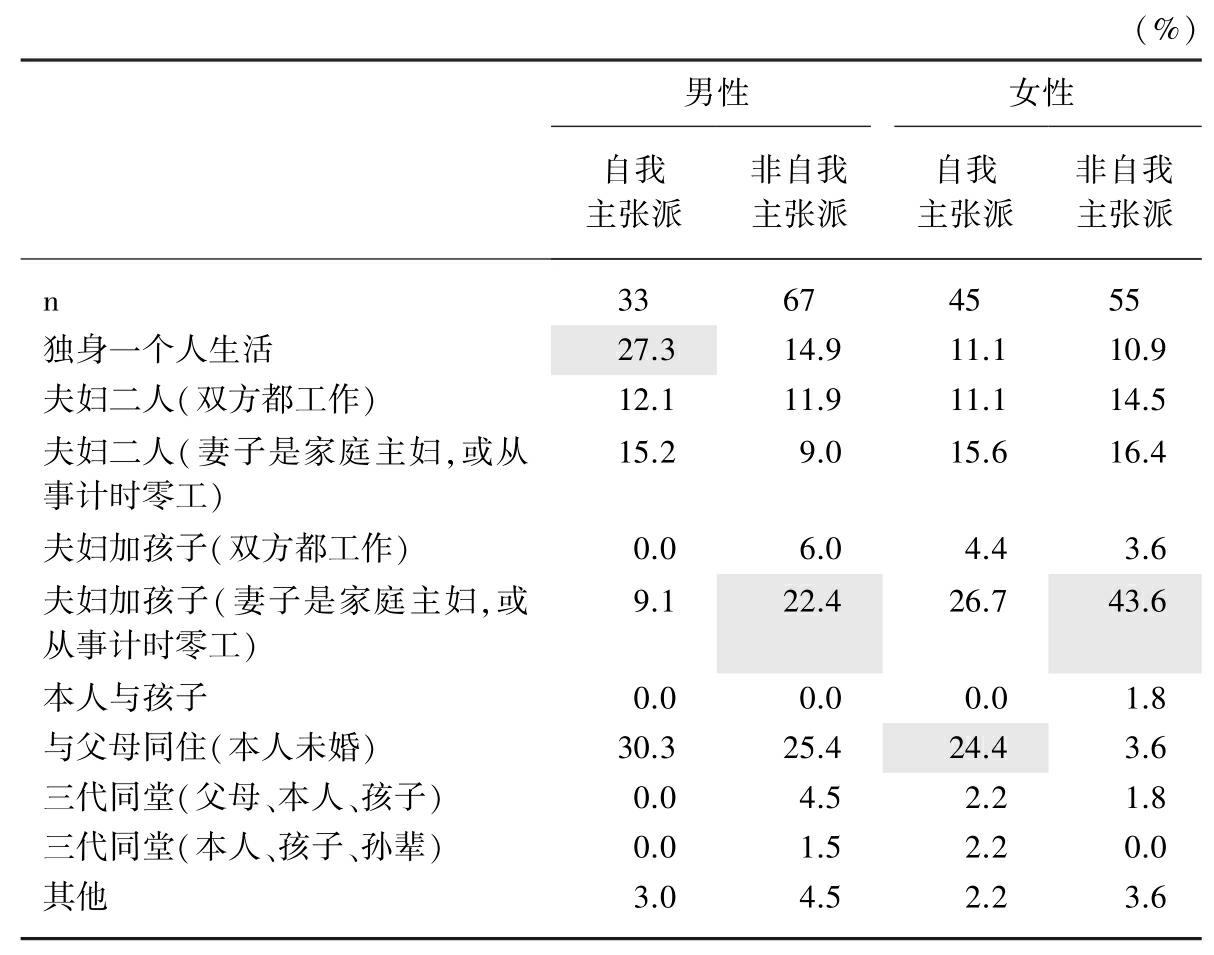 (%)
男性 女性
自我 非自我 自我 非自我
主张派 主张派 主张派 主张派
n 33 67 45 55
独身一个人生活 27.3 14.9 11.1 10.9
夫妇二人(双方都工作) 12.1 11.9 11.1 14.5
夫妇二人(妻子是家庭主妇,或从 15.2 9.0 15.6 16.4
事计时零工)
夫妇加孩子(双方都工作) 0.0 6.0 4.4 3.6
夫妇加孩子(妻子是家庭主妇,或 9.1 22.4 26.7 43.6
从事计时零工)
本人与孩子 0.0 0.0 0.0 1.8
与父母同住(本人未婚) 30.3 25.4 24.4 3.6
三代同堂(父母、本人、孩子) 0.0 4.5 2.2 1.8
三代同堂(本人、孩子、孙辈) 0.0 1.5 2.2 0.0
其他 3.0 4.5 2.2 3.6